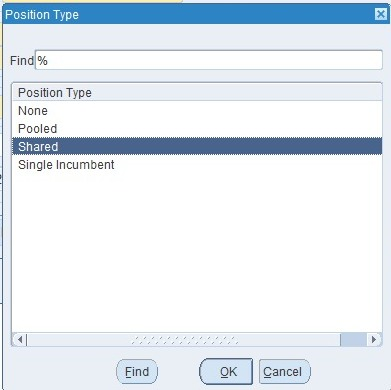 Position Type
Find %
Position Type
None
Pooled
Shared
Single Incumbent
Find OK Cancel